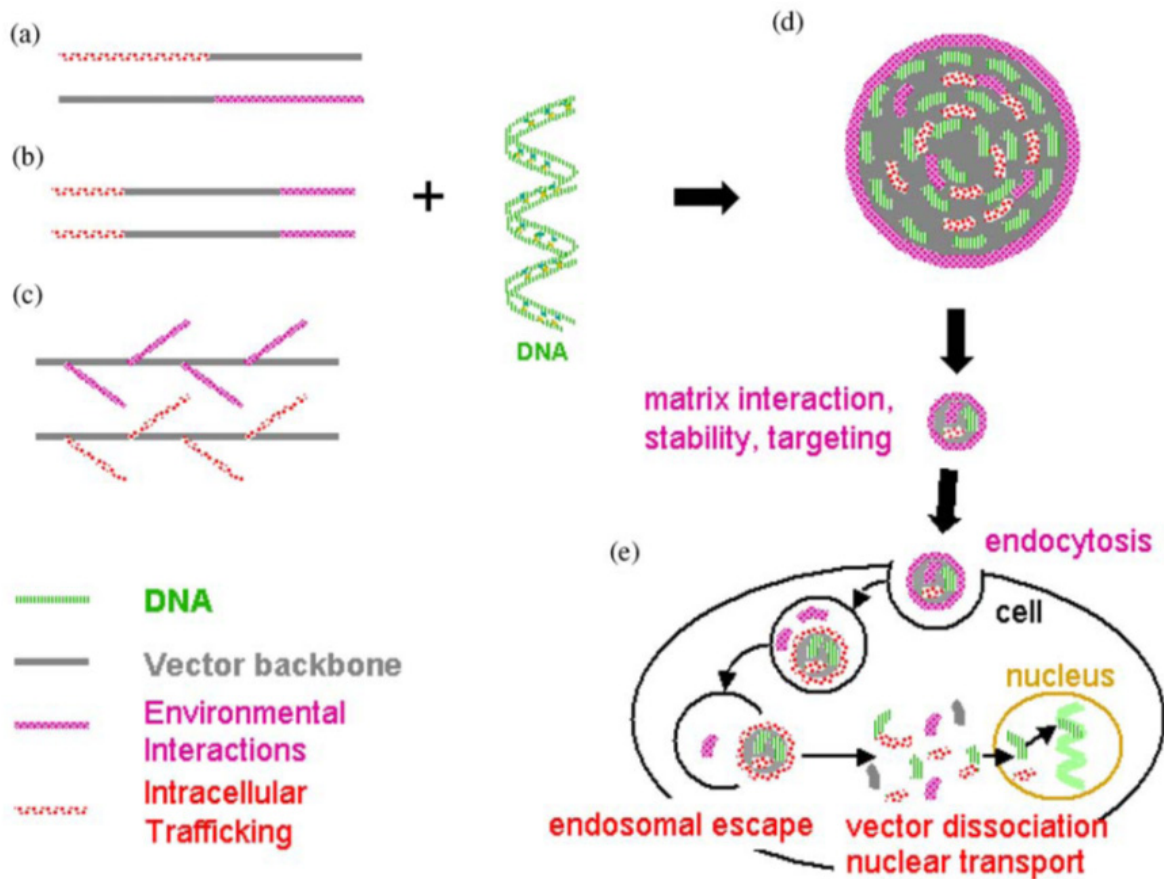 (a)
(b)
(c)
+
DNA
(d)
matrix interaction,
stability, targeting
(e)
endocytosis
cell
nucleus
endosomal escape
vector dissociation
nuclear transport
DNA
Vector backbone
Environmental
Interactions
Intracellular
Trafficking